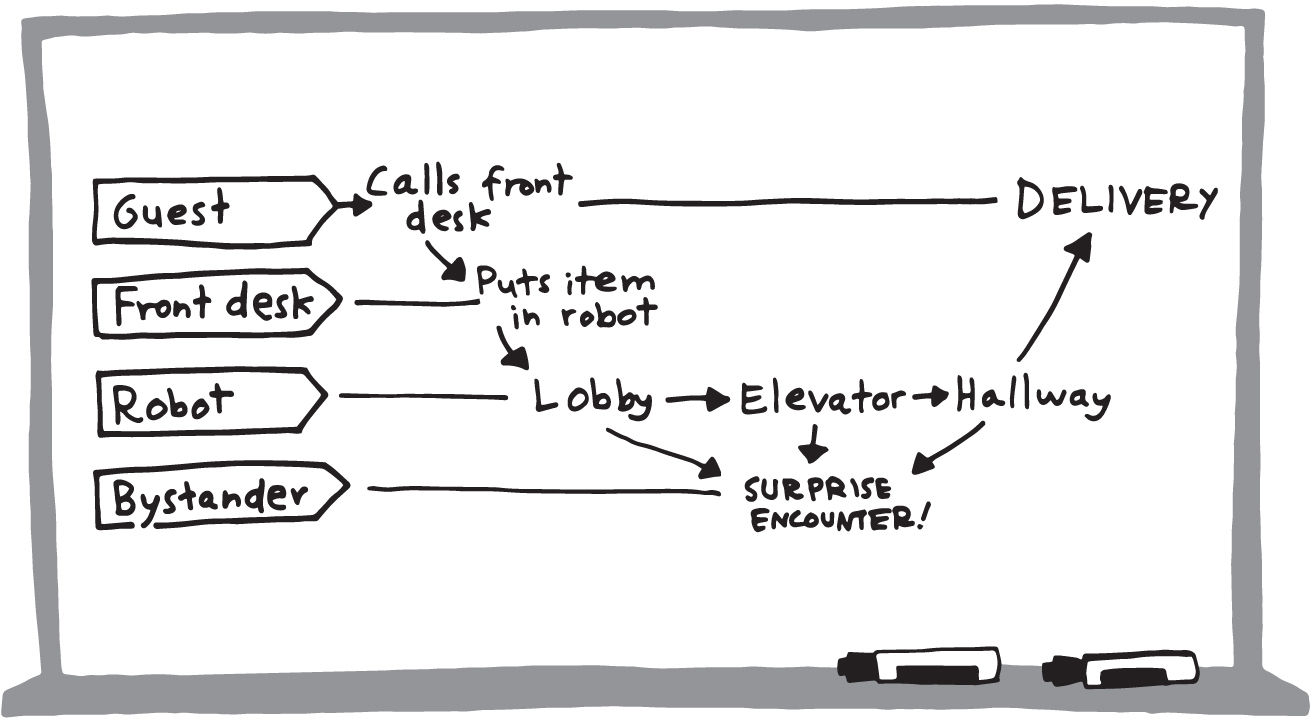 Guest
Calls front
desk
DELIVERY
Front desk
Puts item
in robot
Robot
Lobby
Elevator
Hallway
Bystander
SURPRISE
ENCOUNTER!